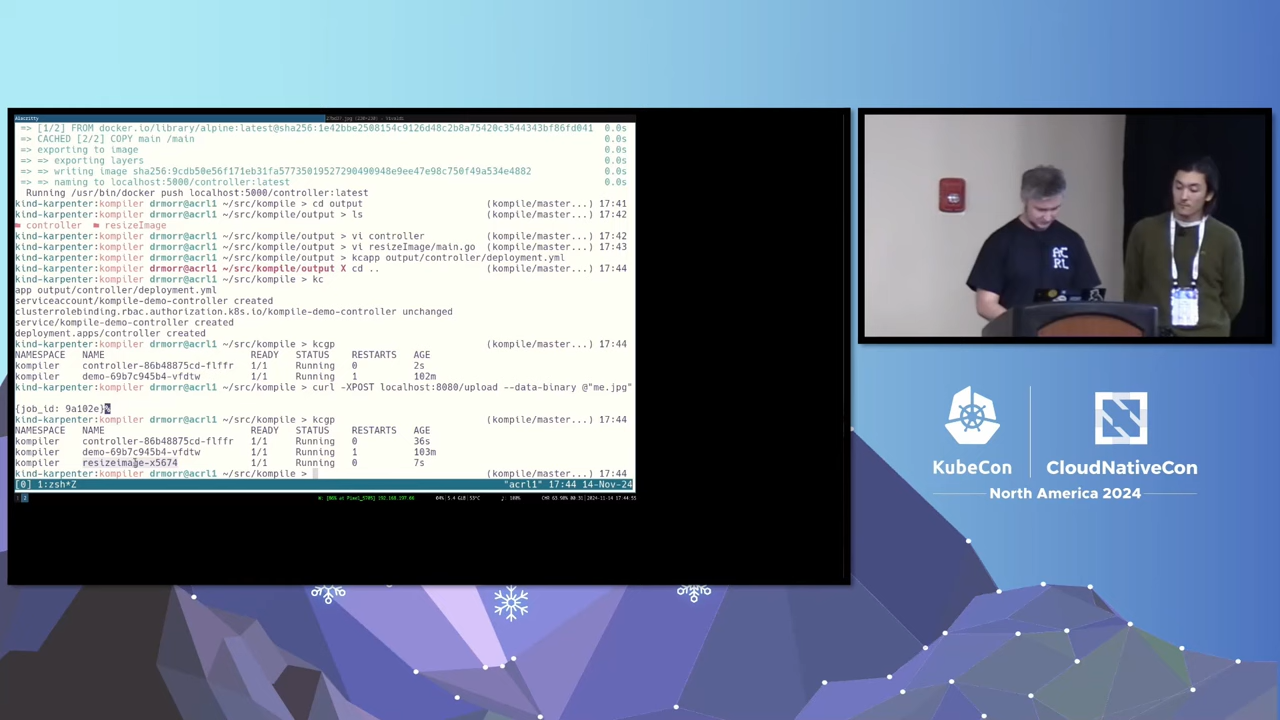 Alacritty
=> [1/2] FROM docker.io/library/alpine:latest@sha256:1e42bbe2508154c9126d48c2b8a75420c3544343bf86fd041 0.0s
=> CACHED [2/2] COPY main /main 0.0s
=> exporting to image 0.0s
=> => exporting layers 0.0s
=> => writing image sha256:9cdb50e56f171eb31fa57735019527290490948e9ee47e98c750f49a534e4882 0.0s
=> => naming to localhost:5000/controller:latest 0.0s
Running /usr/bin/docker push localhost:5000/controller:latest
kind-karpenter:kompiler drmorr@acrl1 ~/src/kompile > cd output (kompile/master...) 17:41
kind-karpenter:kompiler drmorr@acrl1 ~/src/kompile/output > ls (kompile/master...) 17:42
controller resizeImage
kind-karpenter:kompiler drmorr@acrl1 ~/src/kompile/output > vi controller (kompile/master...) 17:42
kind-karpenter:kompiler drmorr@acrl1 ~/src/kompile/output > vi resizeImage/main.go (kompile/master...) 17:43
kind-karpenter:kompiler drmorr@acrl1 ~/src/kompile/output > kcapp output/controller/deployment.yml
kind-karpenter:kompiler drmorr@acrl1 ~/src/kompile/output X cd .. (kompile/master...) 17:44
kind-karpenter:kompiler drmorr@acrl1 ~/src/kompile > kc
app output/controller/deployment.yml
serviceaccount/kompile-demo-controller created
clusterrolebinding.rbac.authorization.k8s.io/kompile-demo-controller unchanged
service/kompile-demo-controller created
deployment.apps/controller created
kind-karpenter:kompiler drmorr@acrl1 ~/src/kompile > kcgp (kompile/master...) 17:44
NAMESPACE NAME READY STATUS RESTARTS AGE
kompiler controller-86b48875cd-flffr 1/1 Running 0 2s
kompiler demo-69b7c945b4-vfdtw 1/1 Running 1 102m
kind-karpenter:kompiler drmorr@acrl1 ~/src/kompile > curl -XPOST localhost:8080/upload --data-binary @"me.jpg"
{job_id: 9a102e}%
kind-karpenter:kompiler drmorr@acrl1 ~/src/kompile > kcgp (kompile/master...) 17:44
NAMESPACE NAME READY STATUS RESTARTS AGE
kompiler controller-86b48875cd-flffr 1/1 Running 0 36s
kompiler demo-69b7c945b4-vfdtw 1/1 Running 1 103m
kompiler resizeimage-x5674 1/1 Running 0 7s
kind-karpenter:kompiler drmorr@acrl1 ~/src/kompile > (kompile/master...) 17:44
[0] 1:zsh*Z "acrl1" 17:44 14-Nov-24
AC
RL
KubeCon
CloudNativeCon
North America 2024